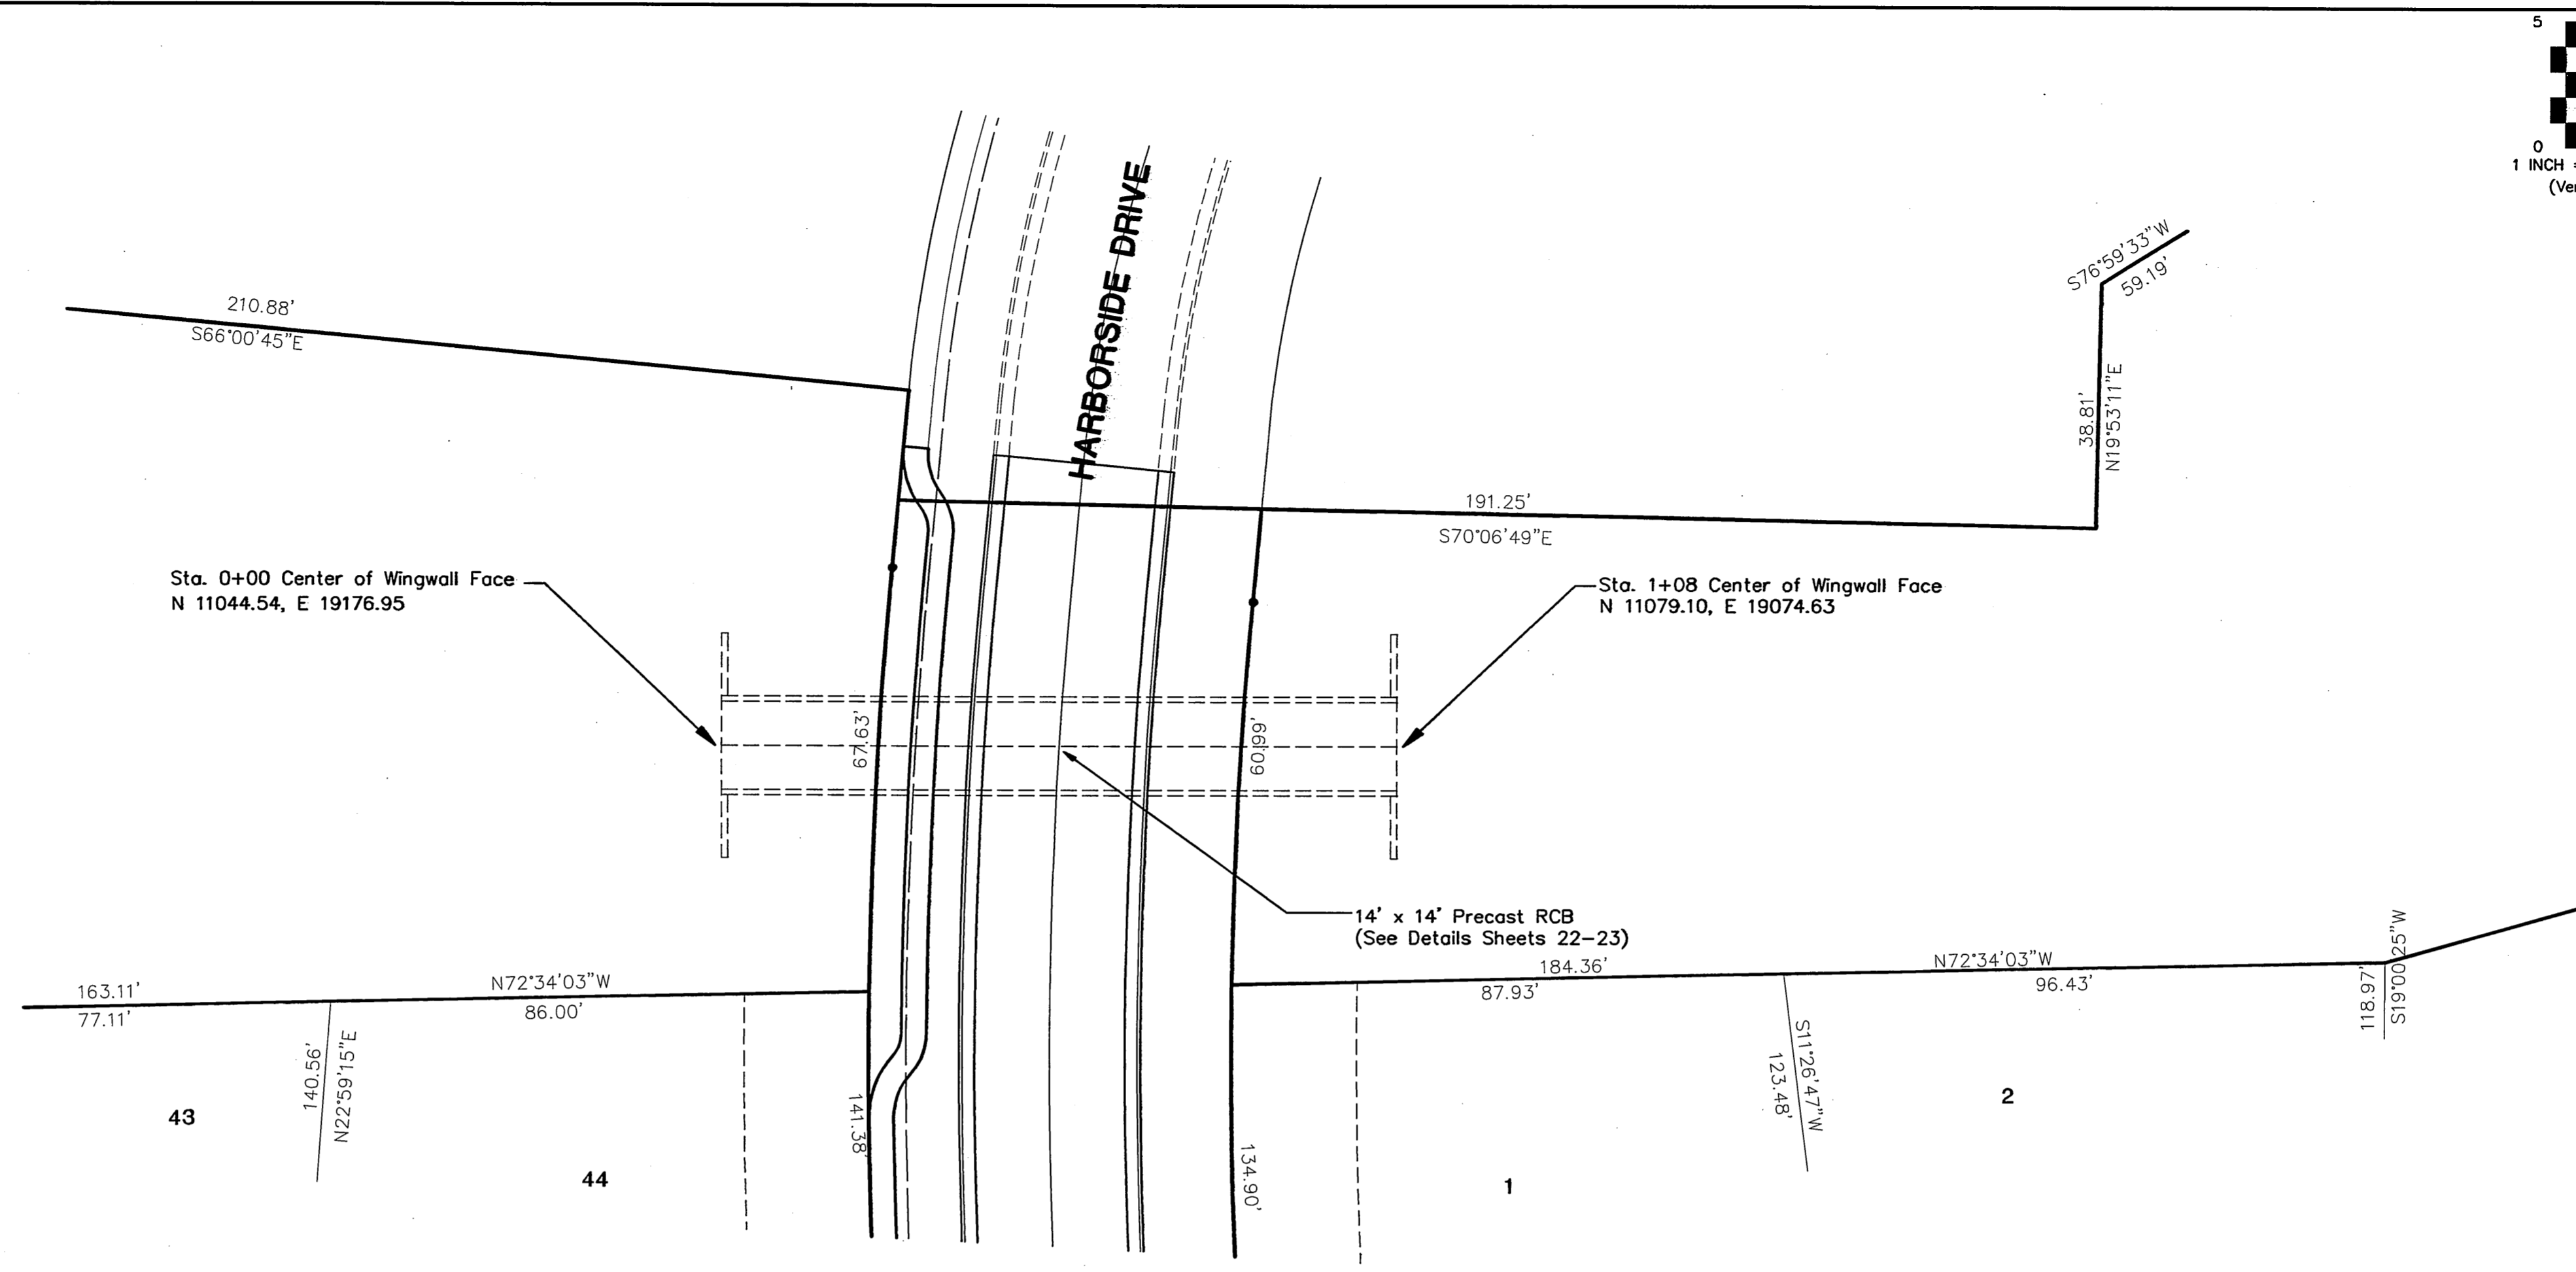 5
0
1 INCH =
HARBORSIDE DRIVE
S76°59'33"W
59.19'
210.88'
S66°00'45"E
38.81'
N19°53'11"E
191.25'
S70°06'49"E
Sta. 0+00 Center of Wingwall Face
N 11044.54, E 19176.95
Sta. 1+08 Center of Wingwall Face
N 11079.10, E 19074.63
67.63'
60.99'
14' x 14' Precast RCB
(See Details Sheets 22-23)
163.11'
77.11'
N72°34'03"W
86.00'
184.36'
87.93'
N72°34'03"W
96.43'
118.97'
S19°00'25"W
140.56'
N22°59'15"E
S11°26'47"W
123.48'
43
44
141.38'
134.90'
1
2